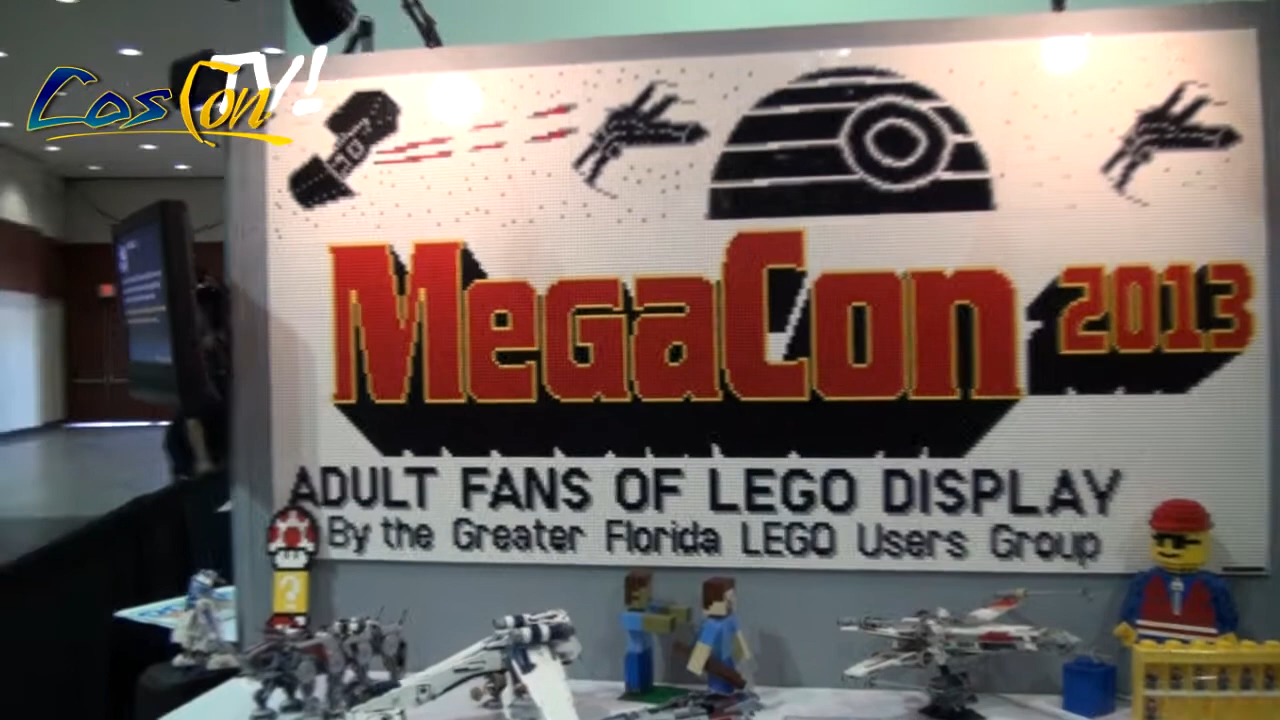 CosCon TV!
MegaCon 2013
ADULT FANS OF LEGO DISPLAY
By the Greater Florida LEGO Users Group
?